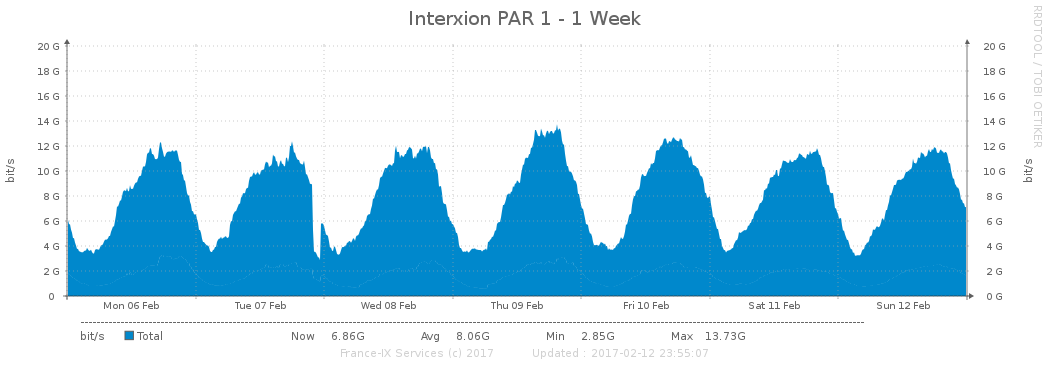 Interxion PAR 1 - 1 Week
RRDTOOL / TOBI OETIKER
20 G 20 G
18 G 18 G
16 G 16 G
14 G 14 G
12 G 12 G
10 G 10 G
8 G 8 G
6 G 6 G
4 G 4 G
2 G 2 G
0 0 G
bit/s
bit/s
Mon 06 Feb Tue 07 Feb Wed 08 Feb Thu 09 Feb Fri 10 Feb Sat 11 Feb Sun 12 Feb
bit/s Total Now 6.86G Avg 8.06G Min 2.85G Max 13.73G
France-IX Services (c) 2017 Updated : 2017-02-12 23:55:07